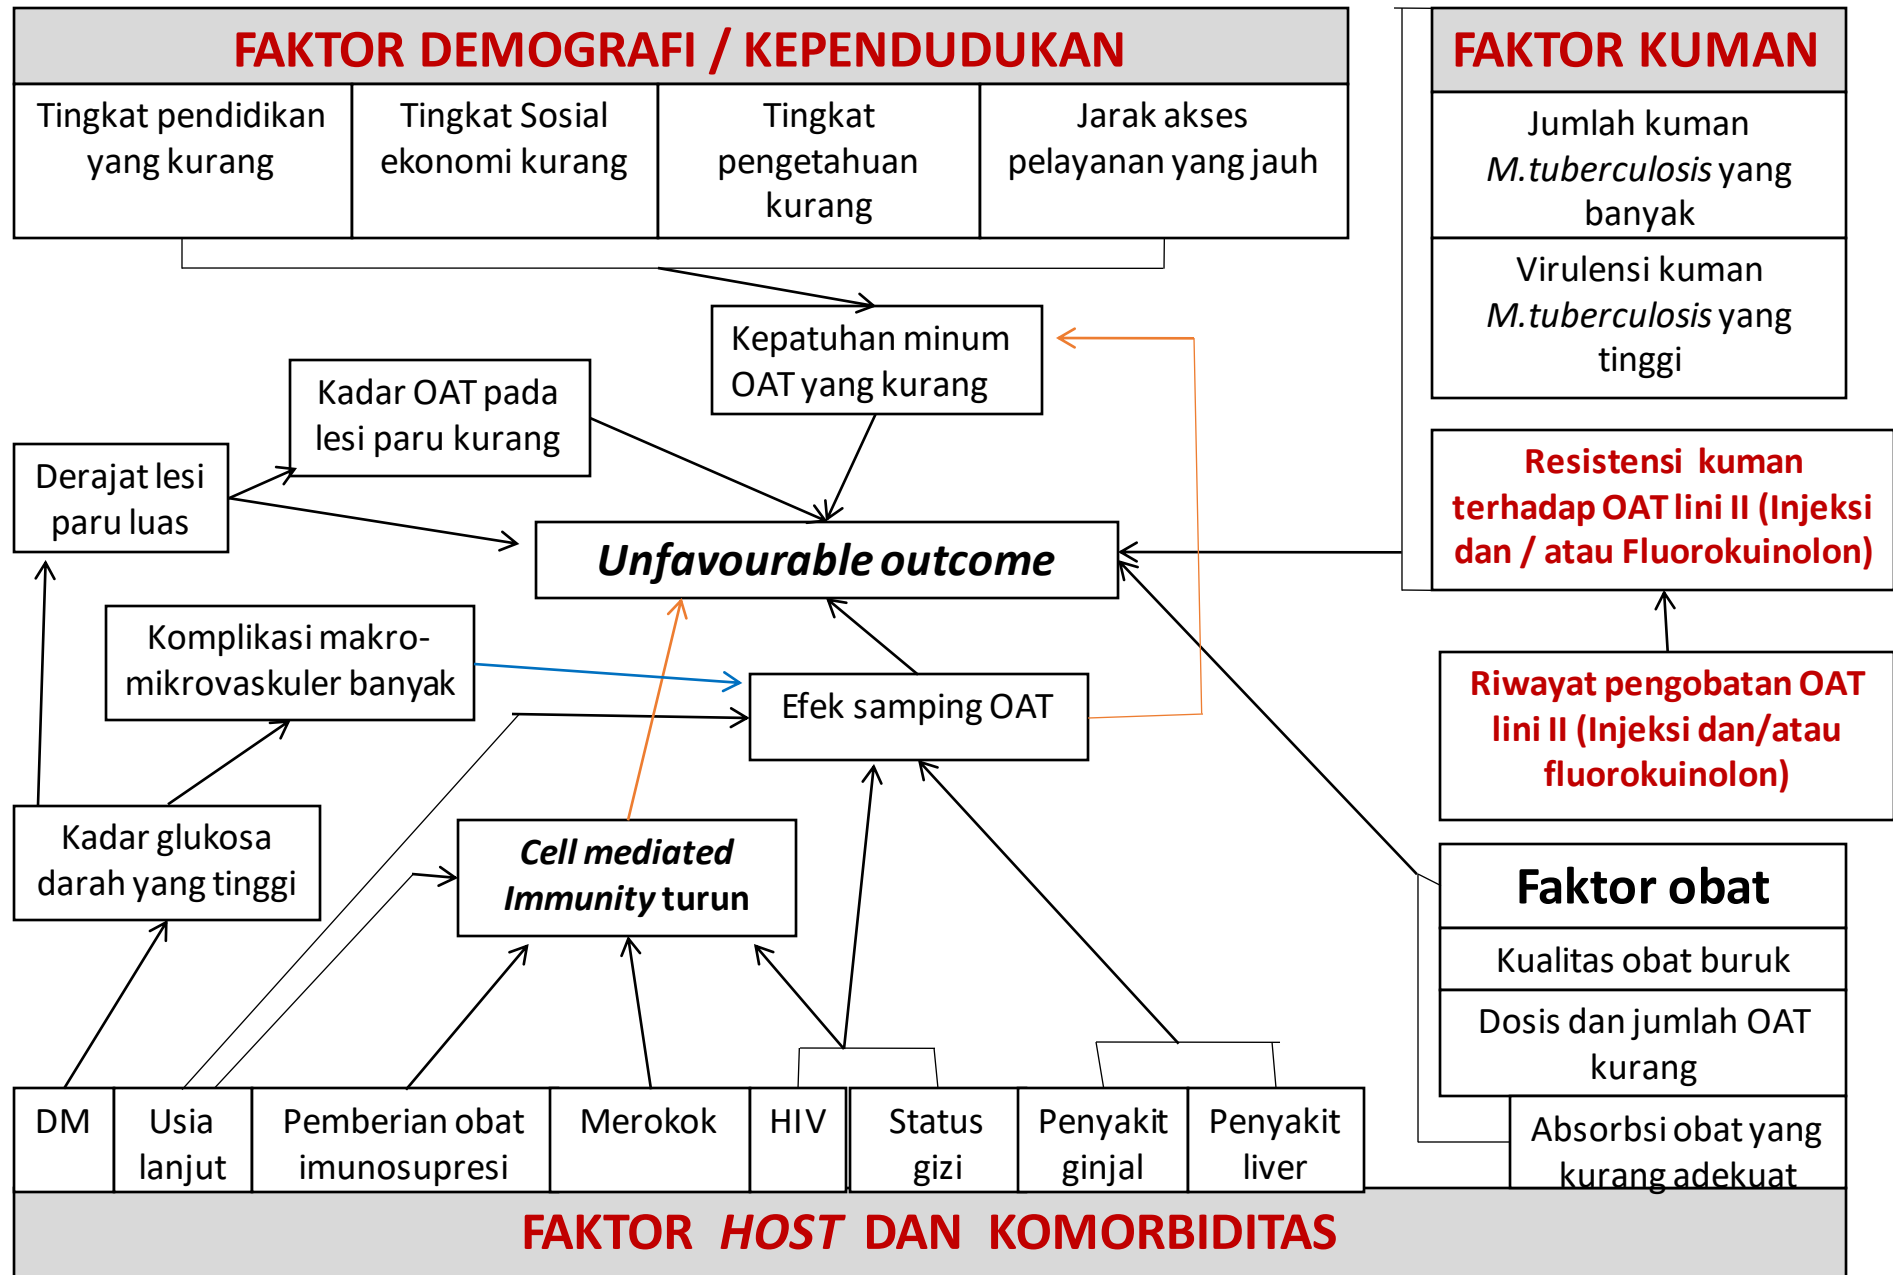 FAKTOR DEMOGRAFI / KEPENDUDUKAN
Tingkat pendidikan
yang kurang
Tingkat Sosial
ekonomi kurang
Tingkat
pengetahuan
kurang
Jarak akses
pelayanan yang jauh
FAKTOR KUMAN
Jumlah kuman
M.tuberculosis yang
banyak
Virulensi kuman
M.tuberculosis yang
tinggi
Kepatuhan minum
OAT yang kurang
Kadar OAT pada
lesi paru kurang
Derajat lesi
paru luas
Resistensi kuman
terhadap OAT lini II (Injeksi
dan / atau Fluorokuinolon)
Unfavourable outcome
Komplikasi makro-
mikrovaskuler banyak
Efek samping OAT
Riwayat pengobatan OAT
lini II (Injeksi dan/atau
fluorokuinolon)
Kadar glukosa
darah yang tinggi
Cell mediated
Immunity turun
Faktor obat
Kualitas obat buruk
Dosis dan jumlah OAT
kurang
Absorbsi obat yang
kurang adekuat
DM
Usia
lanjut
Pemberian obat
imunosupresi
Merokok
HIV
Status
gizi
Penyakit
ginjal
Penyakit
liver
FAKTOR HOST DAN KOMORBIDITAS